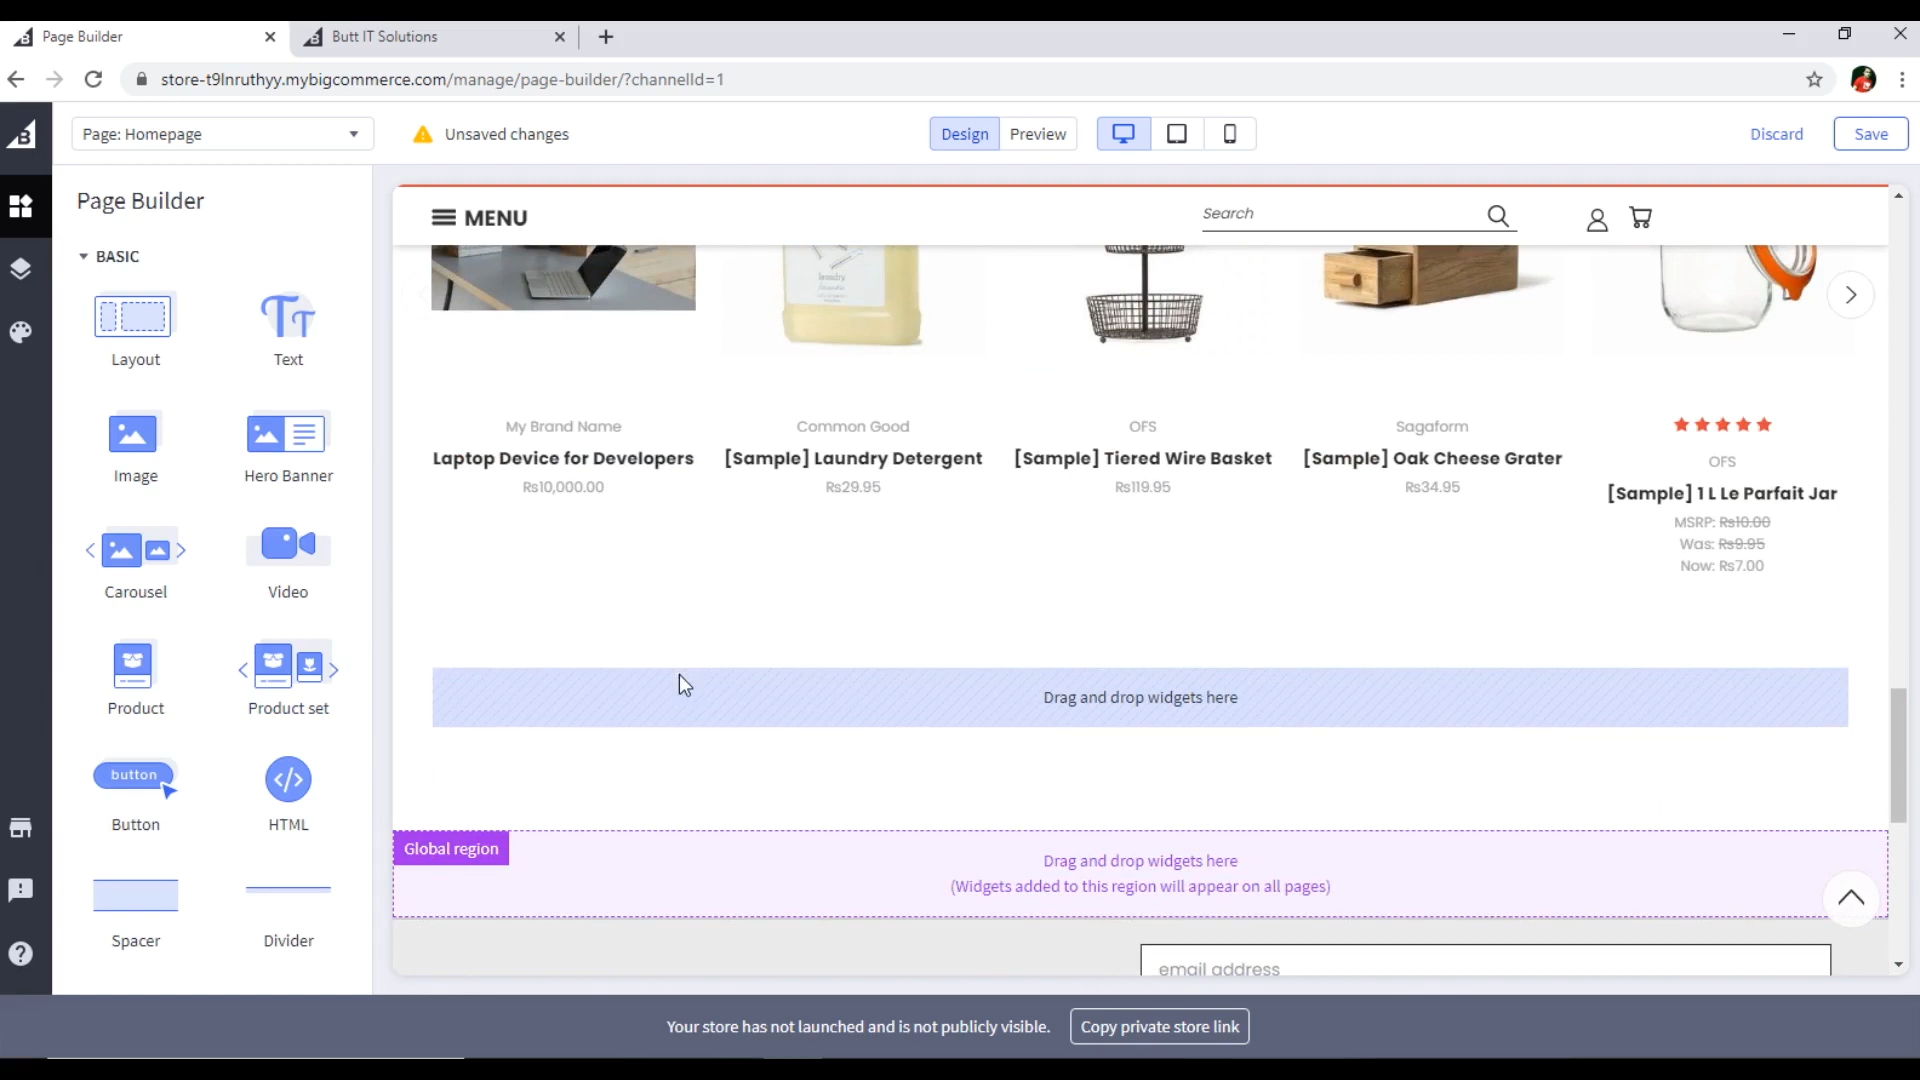 Page Builder
Butt IT Solutions
store-t9lnruthyy.mybigcommerce.com/manage/page-builder/?channelId=1
Page: Homepage
Unsaved changes
Design
Preview
Discard
Save
Page Builder
BASIC
Layout
Text
Image
Hero Banner
Carousel
Video
Product
Product set
button
Button
HTML
Spacer
Divider
MENU
Search
laundry
My Brand Name
Laptop Device for Developers
Rs10,000.00
Common Good
[Sample] Laundry Detergent
Rs29.95
OFS
[Sample] Tiered Wire Basket
Rs119.95
Sagaform
[Sample] Oak Cheese Grater
Rs34.95
OFS
[Sample] 1 L Le Parfait Jar
MSRP: Rs10.00
Was: Rs9.95
Now: Rs7.00
Drag and drop widgets here
Global region
Drag and drop widgets here
(Widgets added to this region will appear on all pages)
email address
Your store has not launched and is not publicly visible.
Copy private store link